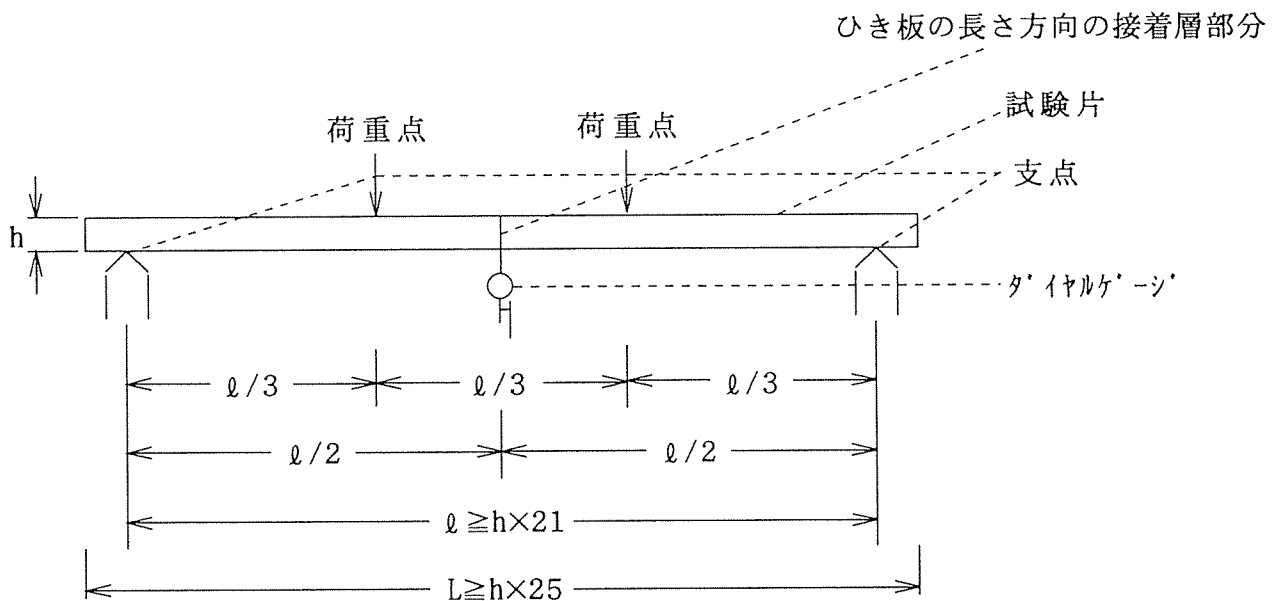 ひき板の長さ方向の接着層部分
試験片
荷重点
荷重点
支点
h
ダイヤルゲージ
ℓ/3
ℓ/3
ℓ/3
ℓ/2
ℓ/2
ℓ≧h×21
L≧h×25